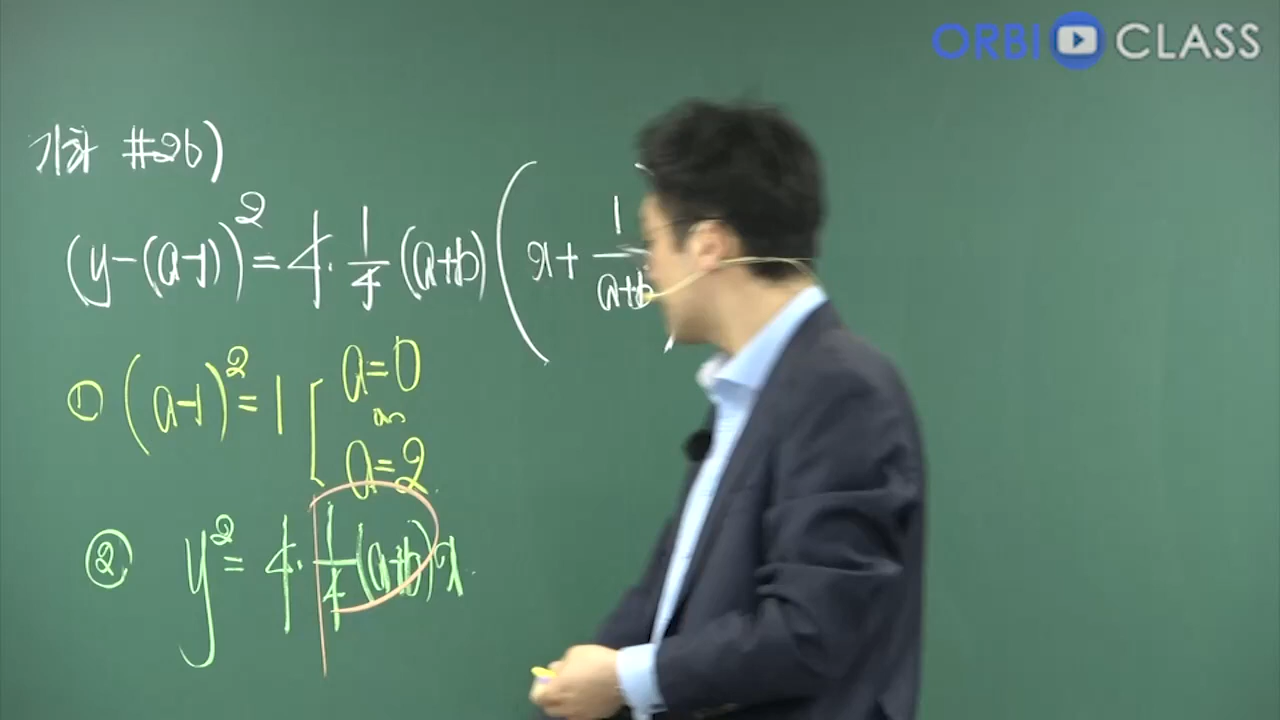 ORBI CLASS
기하 #26)
(y-(a-1))² = 4·1/4(a+b)(x+1/(a+b
① (a-1)² = 1 [ a=0
or
a=2
② y² = 4·1/4(a+b)x